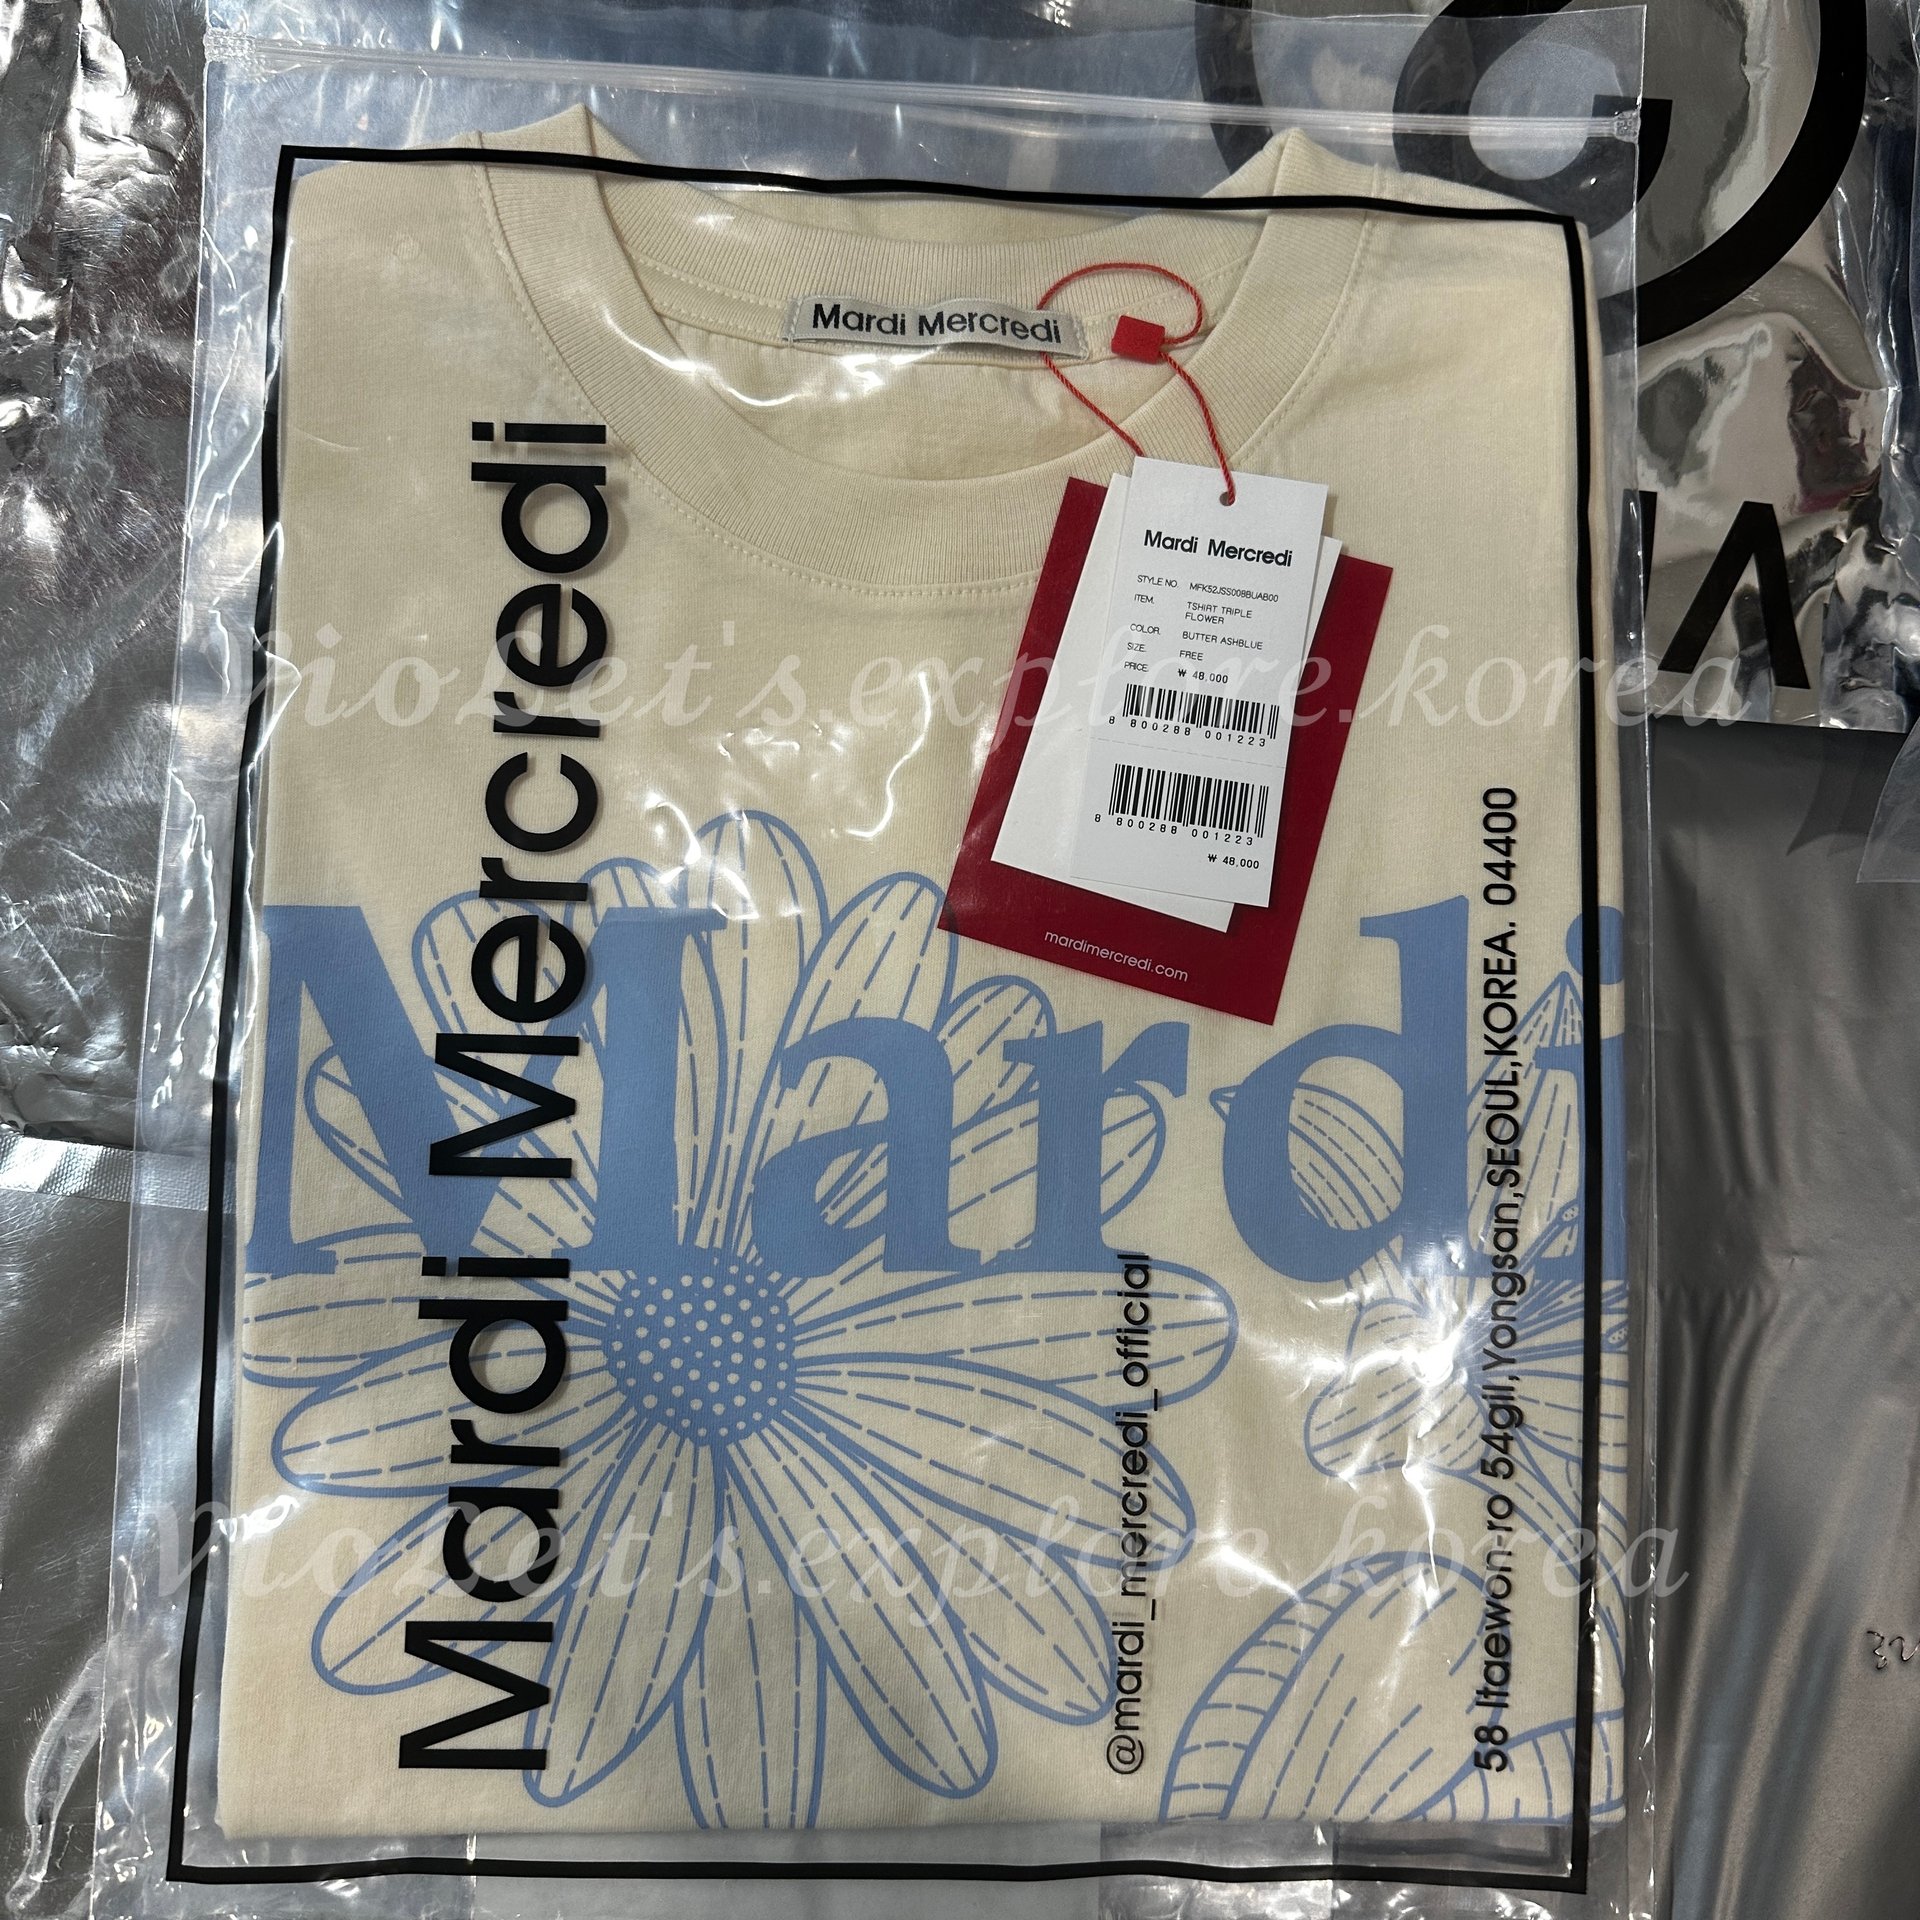 Mardi Mercredi
Mardi Mercredi
STYLE NO. MFK52JSS008BUAB00
ITEM. TSHIRT TRIPLE
FLOWER
COLOR. BUTTER ASHBLUE
SIZE. FREE
PRICE. ₩ 48,000
8 800288 001223
8 800288 001223
₩ 48,000
mardimercredi.com
Mardi Mercredi
Mardi
@mardi_mercredi_official
58 Itaewon-ro 54gil,Yongsan,SEOUL,KOREA. 04400
VioLet's.explore.korea
VioLet's.explore.korea